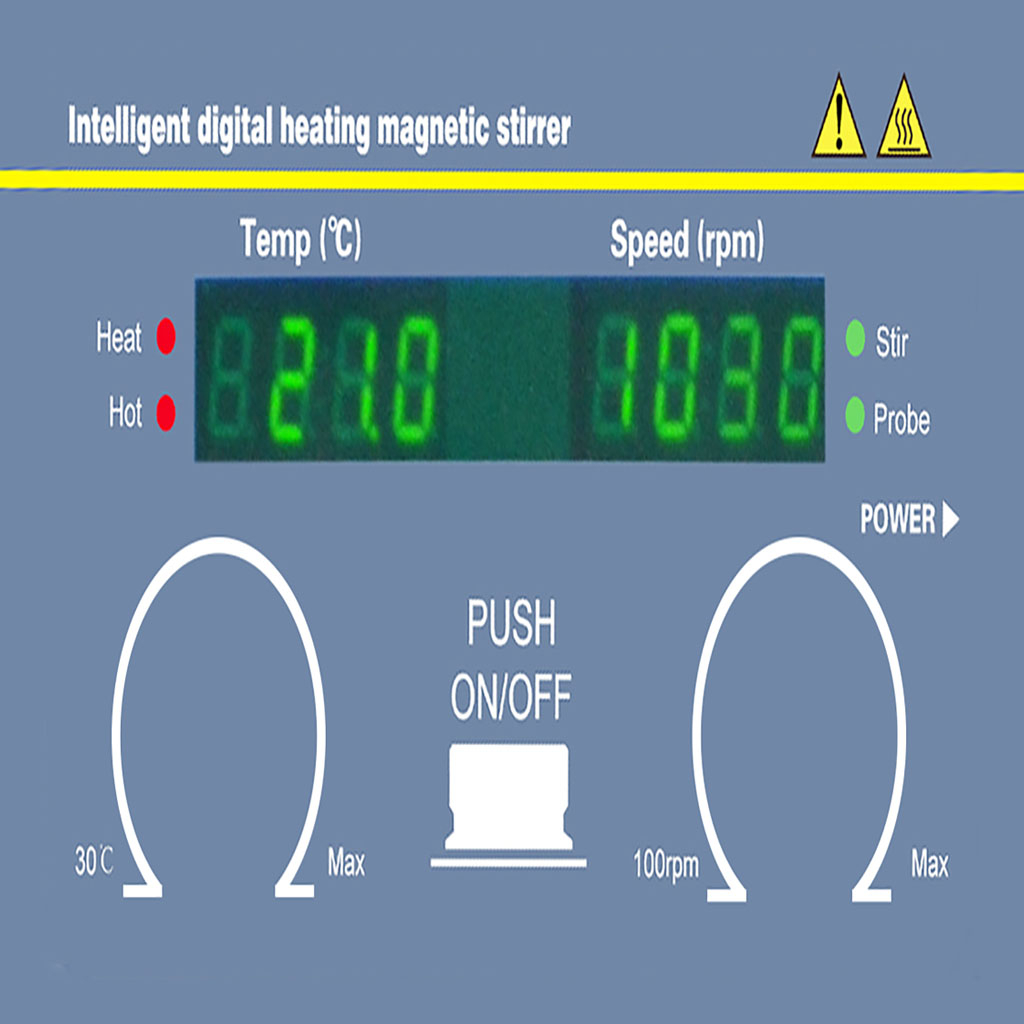 Intelligent digital heating magnetic stirrer
Temp (℃) Speed (rpm)
Heat 21.0 1030 Stir
Hot Probe
POWER
PUSH
ON/OFF
30℃ Max 100rpm Max